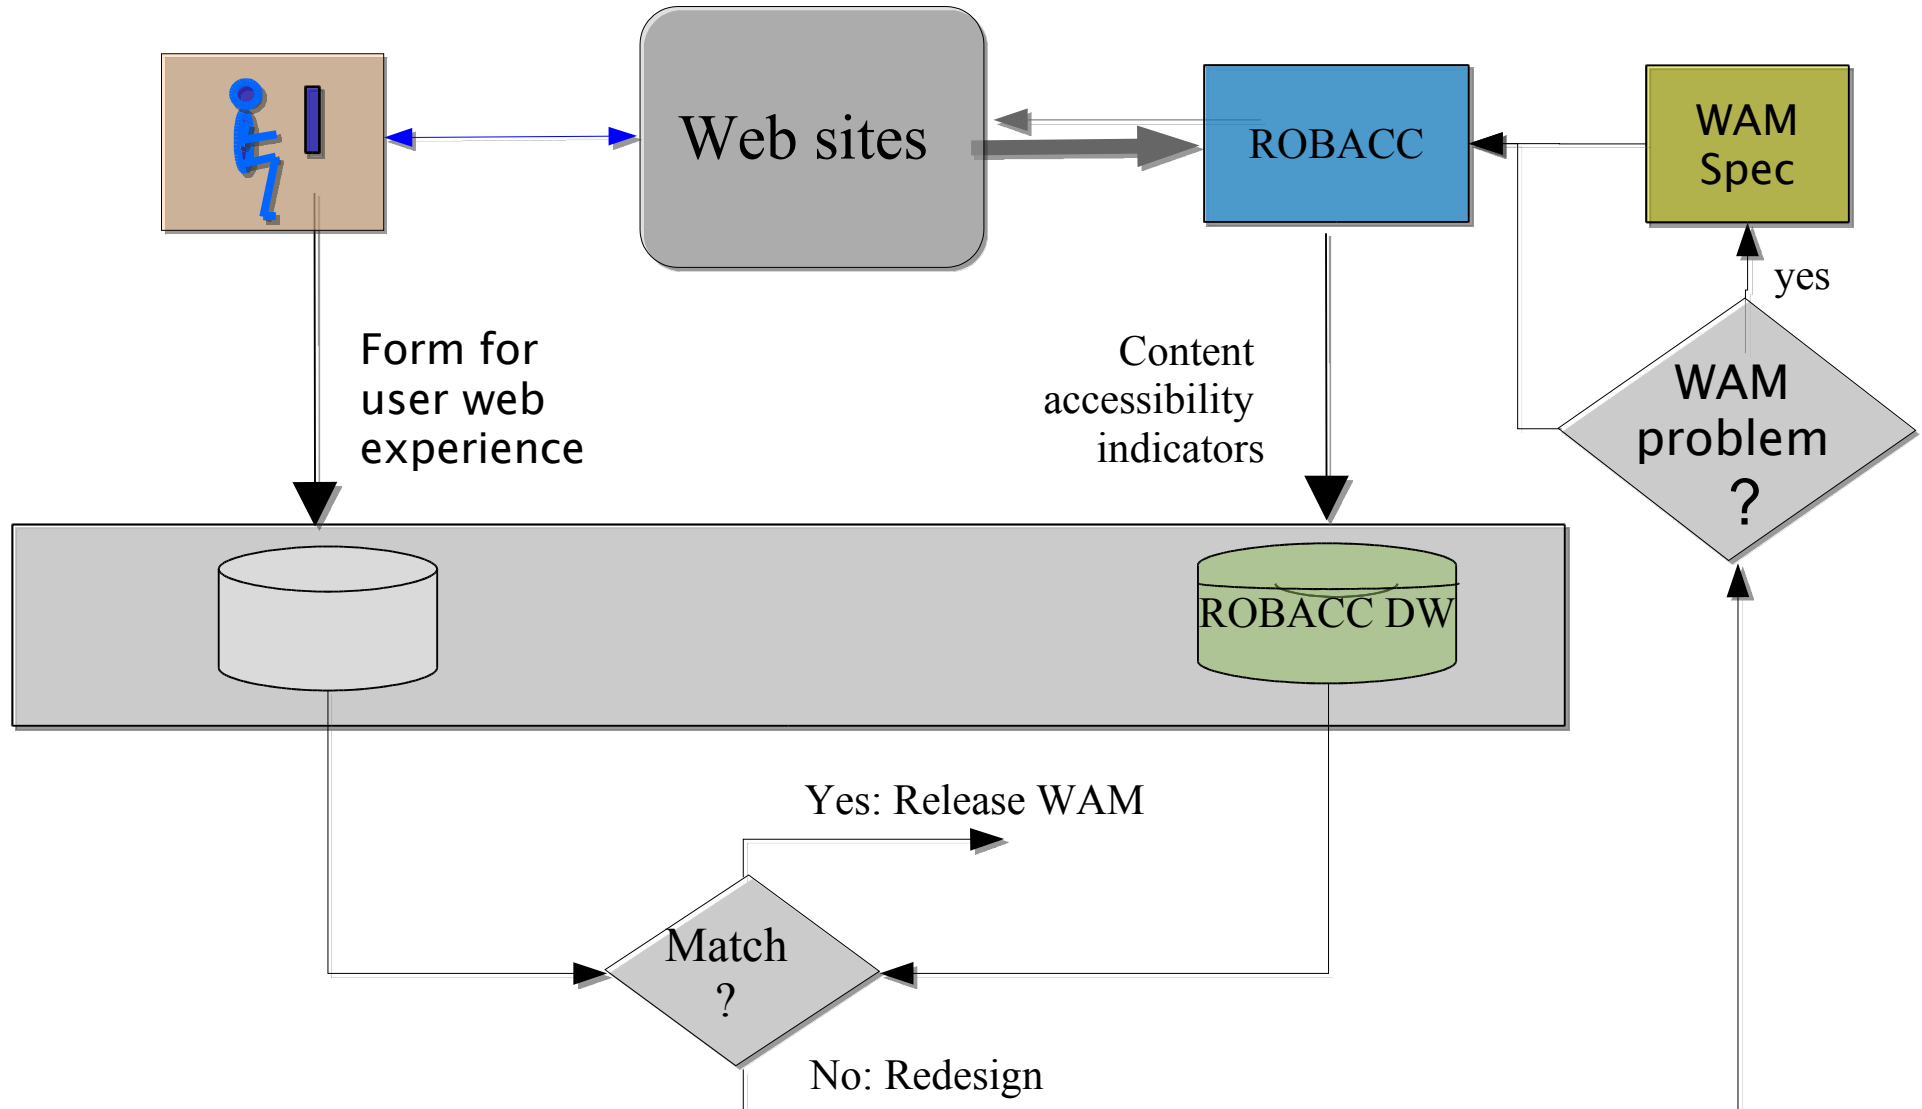 Web sites
ROBACC
WAM
Spec
yes
Form for
user web
experience
Content
accessibility
indicators
WAM
problem
?
ROBACC DW
Yes: Release WAM
Match
?
No: Redesign